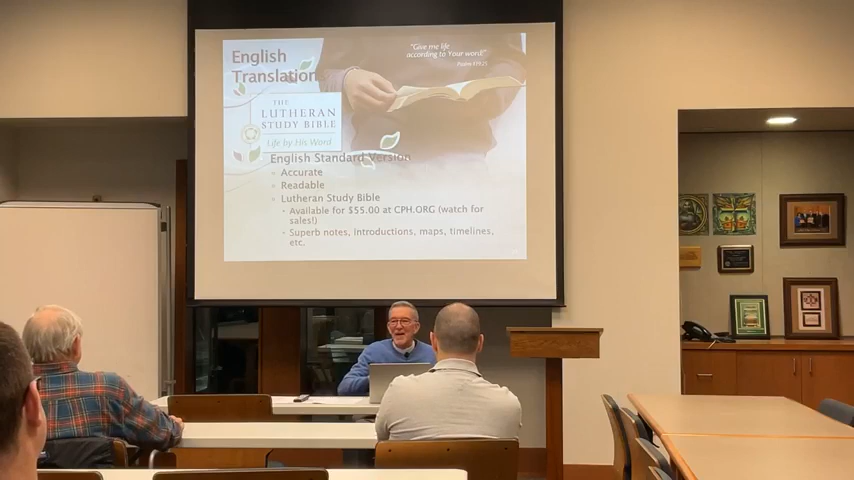 English
Translation
"Give me life
according to Your word!"
Psalm 119:25
THE
LUTHERAN
STUDY BIBLE
Life by His Word
English Standard Version
Accurate
Readable
Lutheran Study Bible
Available for $55.00 at CPH.ORG (watch for
sales!)
Superb notes, introductions, maps, timelines,
etc.